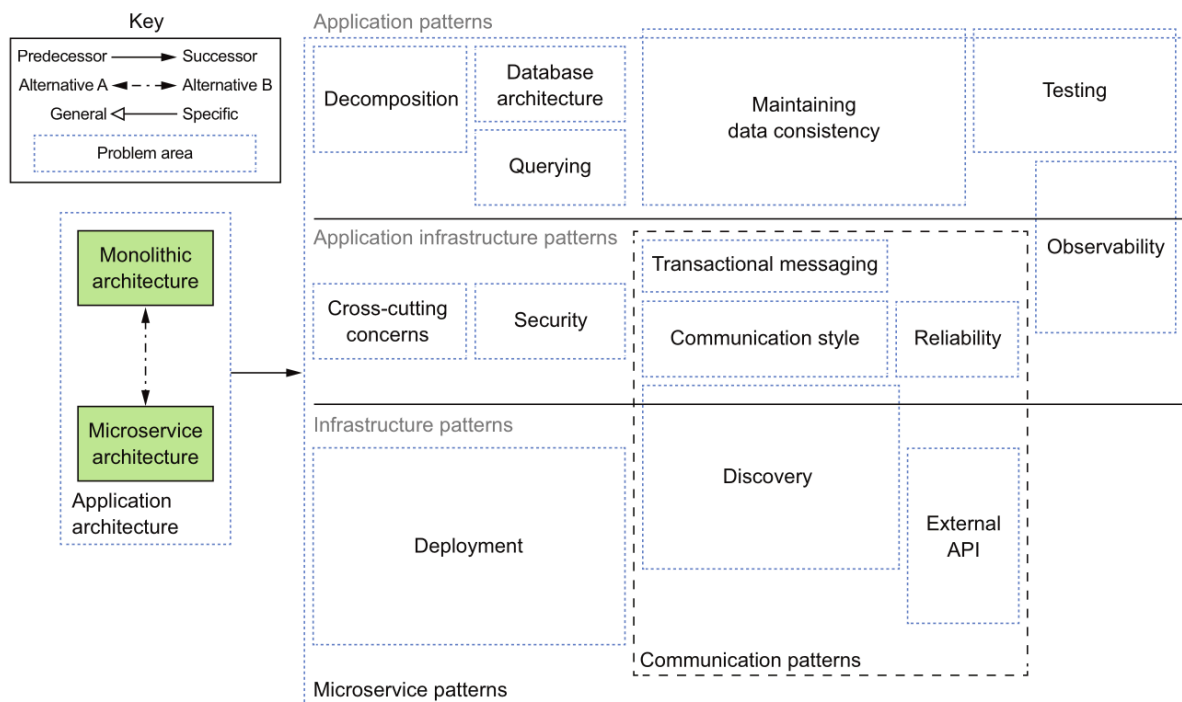 Key
Predecessor
Successor
Alternative A
Alternative B
General
Specific
Problem area
Monolithic
architecture
Microservice
architecture
Application
architecture
Application patterns
Decomposition
Database
architecture
Querying
Maintaining
data consistency
Testing
Observability
Application infrastructure patterns
Cross-cutting
concerns
Security
Transactional messaging
Communication style
Reliability
Infrastructure patterns
Deployment
Discovery
External
API
Communication patterns
Microservice patterns